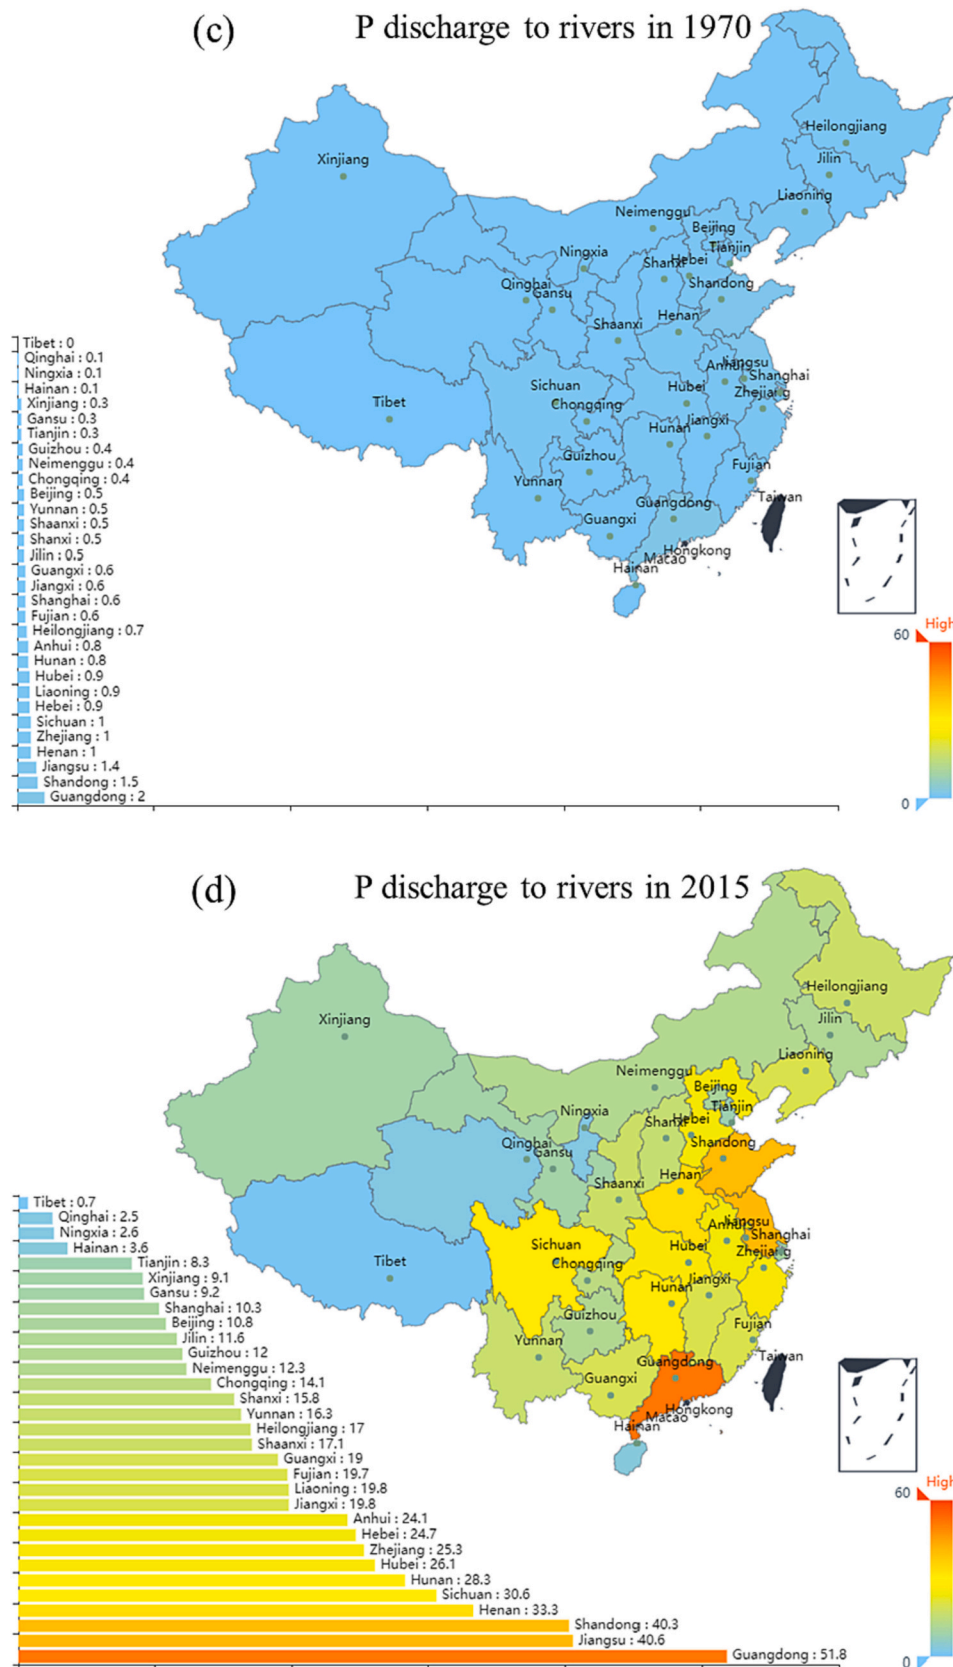 (c) P discharge to rivers in 1970
Heilongjiang
Xinjiang
Jilin
Liaoning
Neimenggu
Beijing
Tianjin
Ningxia
Hebei
Shanxi
Qinghai
Gansu
Shandong
Henan
Shaanxi
Jiangsu
Anhui
Shanghai
Sichuan
Hubei
Zhejiang
Tibet
Chongqing
Hunan
Jiangxi
Guizhou
Fujian
Yunnan
Taiwan
Guangdong
Guangxi
Hongkong
Macao
Hainan
Tibet : 0
Qinghai : 0.1
Ningxia : 0.1
Hainan : 0.1
Xinjiang : 0.3
Gansu : 0.3
Tianjin : 0.3
Guizhou : 0.4
Neimenggu : 0.4
Chongqing : 0.4
Beijing : 0.5
Yunnan : 0.5
Shaanxi : 0.5
Shanxi : 0.5
Jilin : 0.5
Guangxi : 0.6
Jiangxi : 0.6
Shanghai : 0.6
Fujian : 0.6
Heilongjiang : 0.7
Anhui : 0.8
Hunan : 0.8
Hubei : 0.9
Liaoning : 0.9
Hebei : 0.9
Sichuan : 1
Zhejiang : 1
Henan : 1
Jiangsu : 1.4
Shandong : 1.5
Guangdong : 2
High
60
0
(d) P discharge to rivers in 2015
Heilongjiang
Xinjiang
Jilin
Liaoning
Neimenggu
Beijing
Tianjin
Ningxia
Hebei
Shanxi
Qinghai
Gansu
Shandong
Henan
Shaanxi
Jiangsu
Anhui
Shanghai
Sichuan
Hubei
Zhejiang
Tibet
Chongqing
Hunan
Jiangxi
Guizhou
Fujian
Yunnan
Taiwan
Guangdong
Guangxi
Hongkong
Macao
Hainan
Tibet : 0.7
Qinghai : 2.5
Ningxia : 2.6
Hainan : 3.6
Tianjin : 8.3
Xinjiang : 9.1
Gansu : 9.2
Shanghai : 10.3
Beijing : 10.8
Jilin : 11.6
Guizhou : 12
Neimenggu : 12.3
Chongqing : 14.1
Shanxi : 15.8
Yunnan : 16.3
Heilongjiang : 17
Shaanxi : 17.1
Guangxi : 19
Fujian : 19.7
Liaoning : 19.8
Jiangxi : 19.8
Anhui : 24.1
Hebei : 24.7
Zhejiang : 25.3
Hubei : 26.1
Hunan : 28.3
Sichuan : 30.6
Henan : 33.3
Shandong : 40.3
Jiangsu : 40.6
Guangdong : 51.8
High
60
0